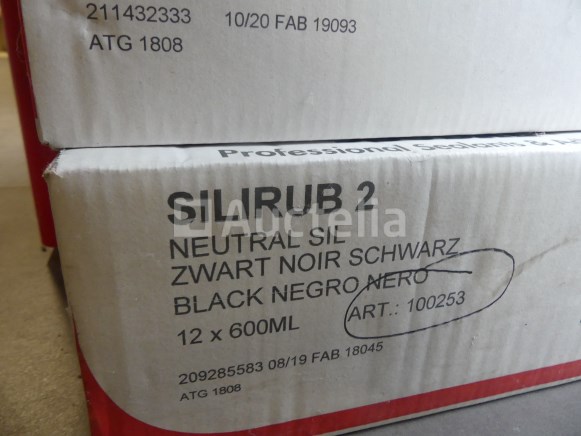 211432333 10/20 FAB 19093
ATG 1808
Professional Sealants &
SILIRUB 2
Auctelia
NEUTRAL SIL
ZWART NOIR SCHWARZ
BLACK NEGRO NERO
12 x 600ML ART.: 100253
209285583 08/19 FAB 18045
ATG 1808